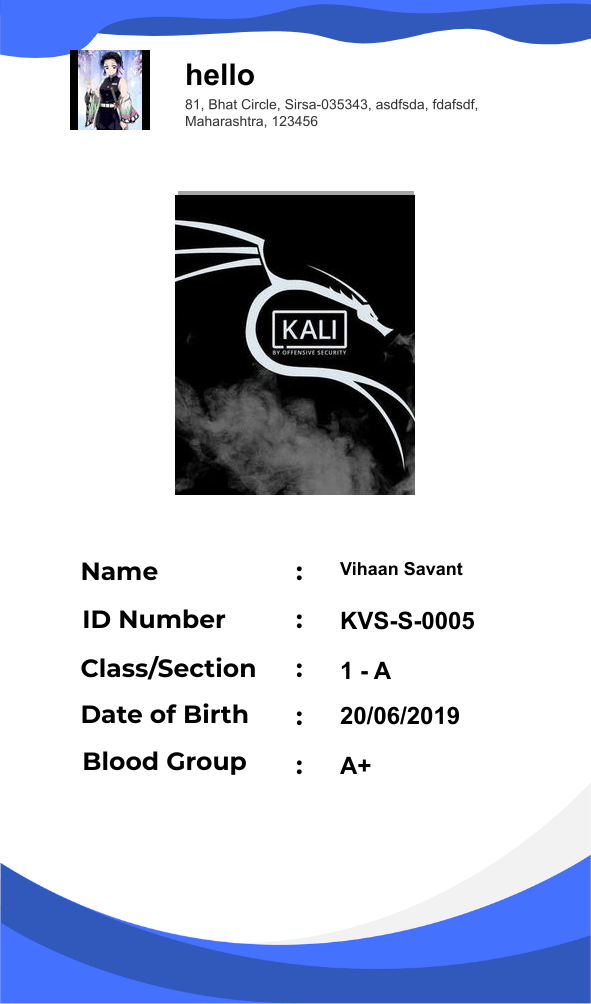 hello
81, Bhat Circle, Sirsa-035343, asdfsda, fdafsdf,
Maharashtra, 123456
KALI
BY OFFENSIVE SECURITY
Name : Vihaan Savant
ID Number : KVS-S-0005
Class/Section : 1 - A
Date of Birth : 20/06/2019
Blood Group : A+